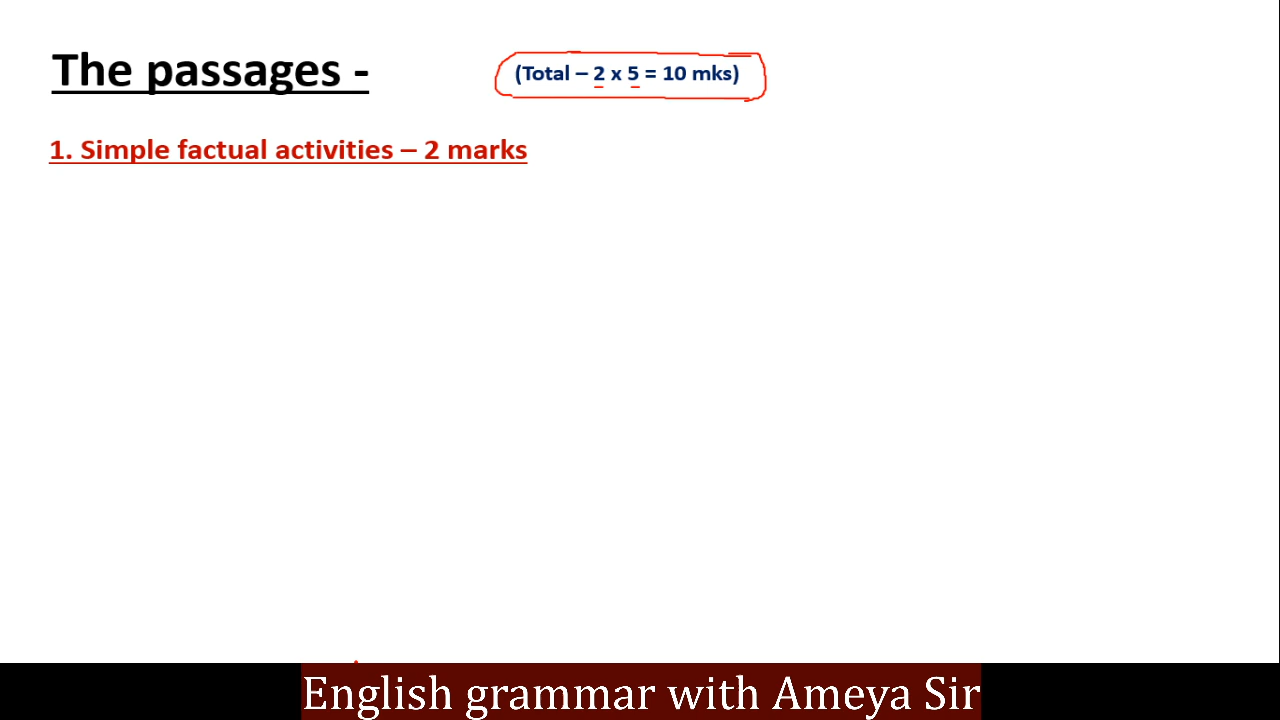 The passages -
(Total – 2 x 5 = 10 mks)
1. Simple factual activities – 2 marks
English grammar with Ameya Sir